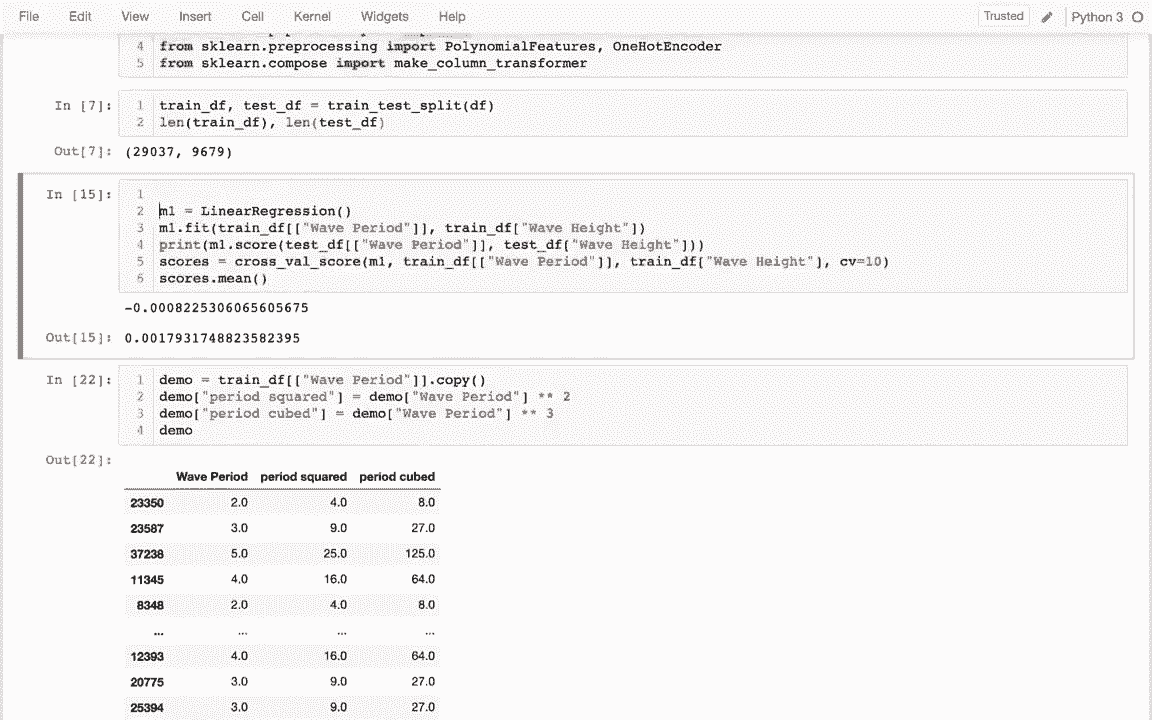 File Edit View Insert Cell Kernel Widgets Help Trusted Python 3
4 from sklearn.preprocessing import PolynomialFeatures, OneHotEncoder
5 from sklearn.compose import make_column_transformer
In [7]: 1 train_df, test_df = train_test_split(df)
2 len(train_df), len(test_df)
Out[7]: (29037, 9679)
In [15]: 1
2 m1 = LinearRegression()
3 m1.fit(train_df[["Wave Period"]], train_df["Wave Height"])
4 print(m1.score(test_df[["Wave Period"]], test_df["Wave Height"]))
5 scores = cross_val_score(m1, train_df[["Wave Period"]], train_df["Wave Height"], cv=10)
6 scores.mean()
-0.0008225306065605675
Out[15]: 0.0017931748823582395
In [22]: 1 demo = train_df[["Wave Period"]].copy()
2 demo["period squared"] = demo["Wave Period"] ** 2
3 demo["period cubed"] = demo["Wave Period"] ** 3
4 demo
Out[22]:
Wave Period period squared period cubed
23350 2.0 4.0 8.0
23587 3.0 9.0 27.0
37238 5.0 25.0 125.0
11345 4.0 16.0 64.0
8348 2.0 4.0 8.0
... ... ... ...
12393 4.0 16.0 64.0
20775 3.0 9.0 27.0
25394 3.0 9.0 27.0